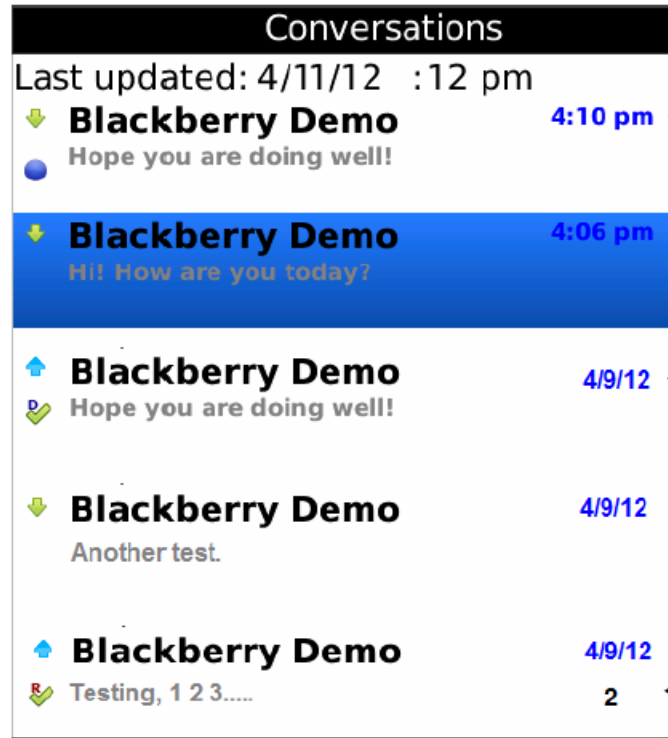 Conversations
Last updated: 4/11/12 :12 pm
Blackberry Demo 4:10 pm
Hope you are doing well!
Blackberry Demo 4:06 pm
Hi! How are you today?
Blackberry Demo 4/9/12
D
Hope you are doing well!
Blackberry Demo 4/9/12
Another test.
Blackberry Demo 4/9/12
R
Testing, 1 2 3..... 2